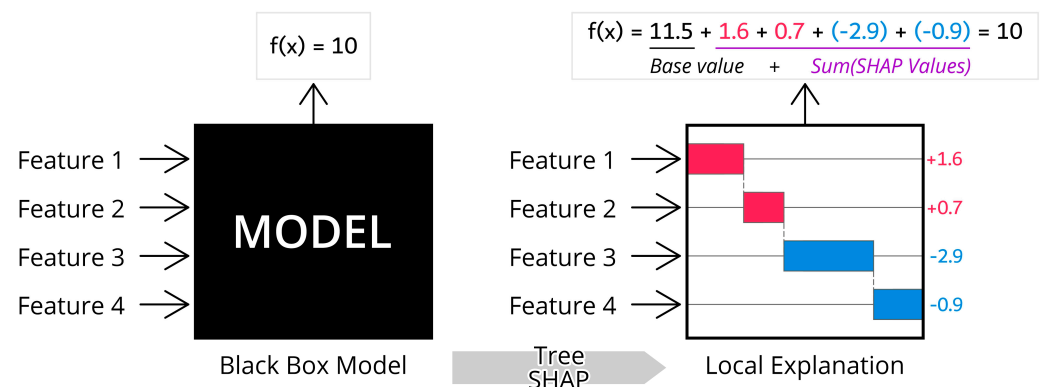 f(x) = 10
Feature 1
Feature 2
Feature 3
Feature 4
MODEL
Black Box Model
Tree
SHAP
f(x) = 11.5 + 1.6 + 0.7 + (-2.9) + (-0.9) = 10
Base value + Sum(SHAP Values)
Feature 1
+1.6
Feature 2
+0.7
Feature 3
-2.9
Feature 4
-0.9
Local Explanation